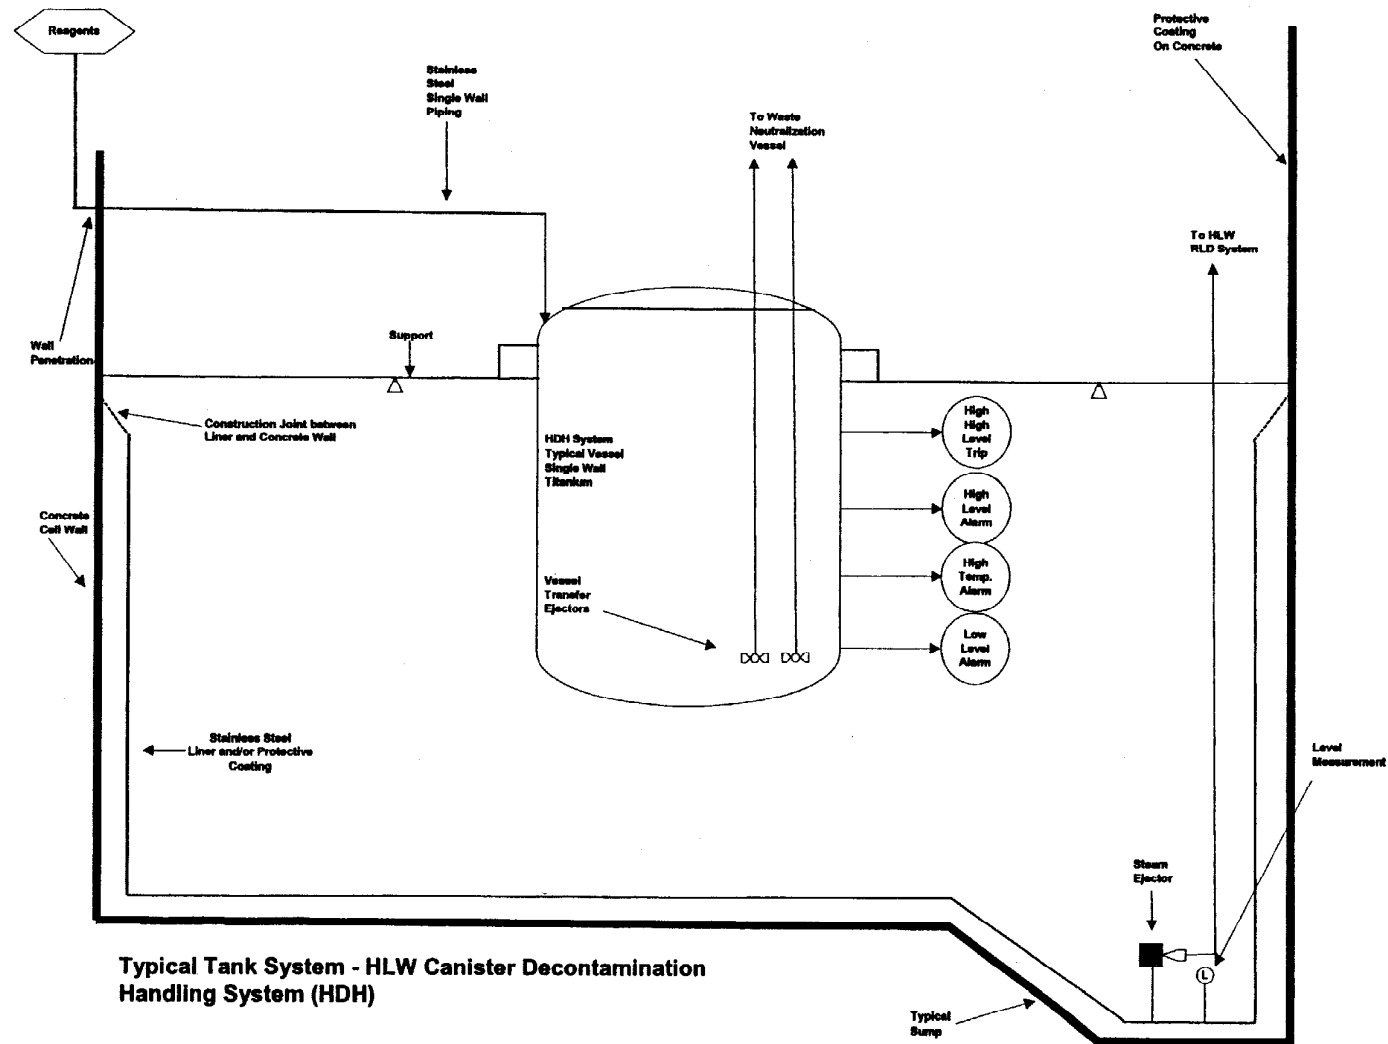 Reagents
Protective
Coating
On Concrete
Stainless
Steel
Single Wall
Piping
To Waste
Neutralization
Vessel
To HLW
RLD System
Wall
Penetration
Support
Construction Joint between
Liner and Concrete Wall
High
High
Level
Trip
HDH System
Typical Vessel
Single Wall
Titanium
High
Level
Alarm
Concrete
Cell Wall
High
Temp.
Alarm
Vessel
Transfer
Ejectors
Low
Level
Alarm
Stainless Steel
Liner and/or Protective
Coating
Level
Measurement
Steam
Ejector
L
Typical Tank System - HLW Canister Decontamination
Handling System (HDH)
Typical
Sump